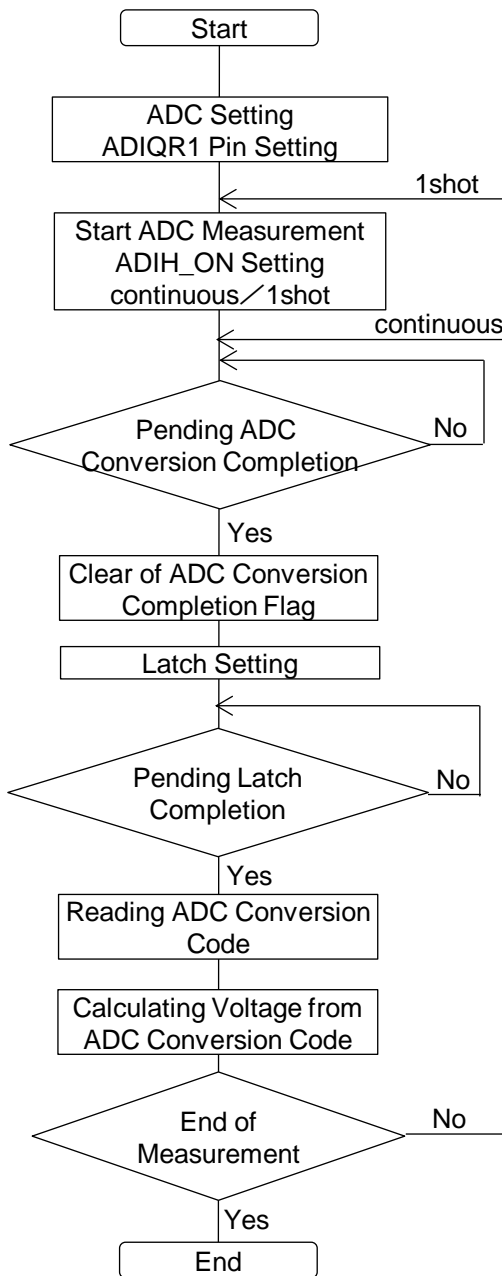 Start
ADC Setting
ADIQR1 Pin Setting
1shot
Start ADC Measurement
ADIH_ON Setting
continuous／1shot
continuous
Pending ADC
Conversion Completion
No
Yes
Clear of ADC Conversion
Completion Flag
Latch Setting
Pending Latch
Completion
No
Yes
Reading ADC Conversion
Code
Calculating Voltage from
ADC Conversion Code
End of
Measurement
No
Yes
End